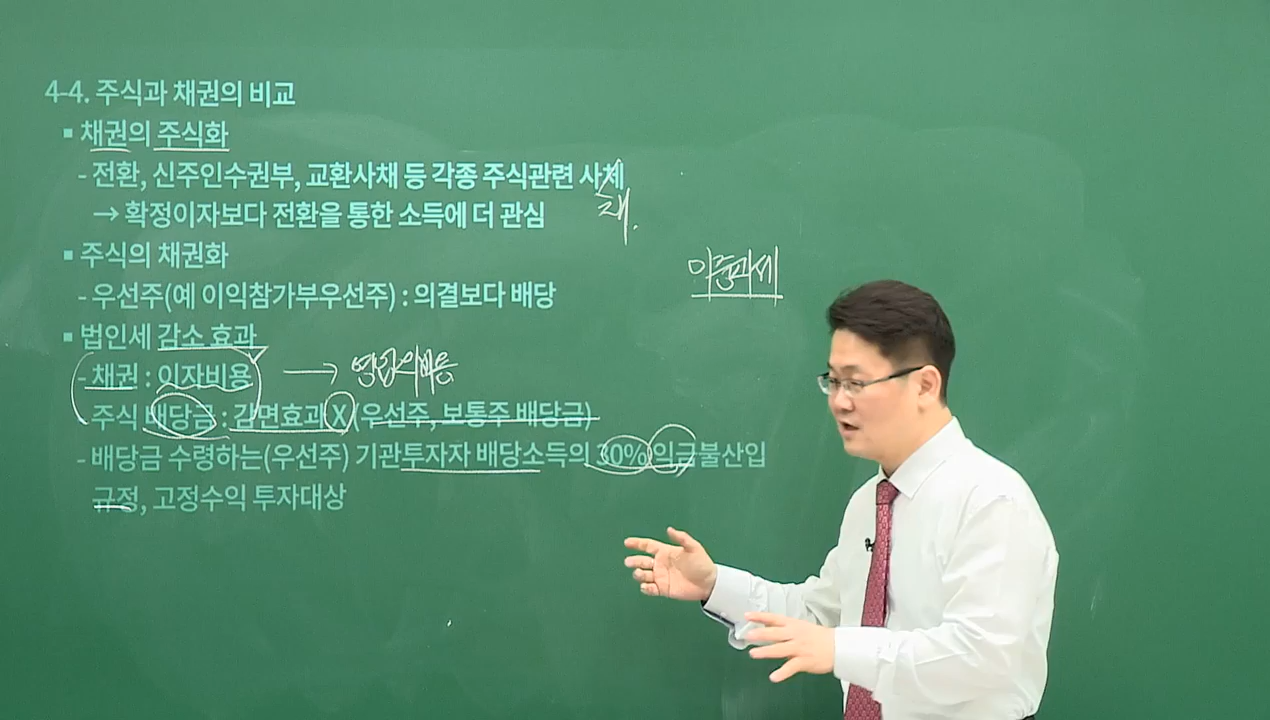 4-4. 주식과 채권의 비교
▪ 채권의 주식화
- 전환, 신주인수권부, 교환사채 등 각종 주식관련 사체
채.
→ 확정이자보다 전환을 통한 소득에 더 관심
▪ 주식의 채권화
이중과세
- 우선주(예 이익참가부우선주) : 의결보다 배당
▪ 법인세 감소 효과
- 채권 : 이자비용 → 영업외비용
- 주식 배당금 : 감면효과 X (우선주, 보통주 배당금)
- 배당금 수령하는(우선주) 기관투자자 배당소득의 30% 익금불산입
규정, 고정수익 투자대상